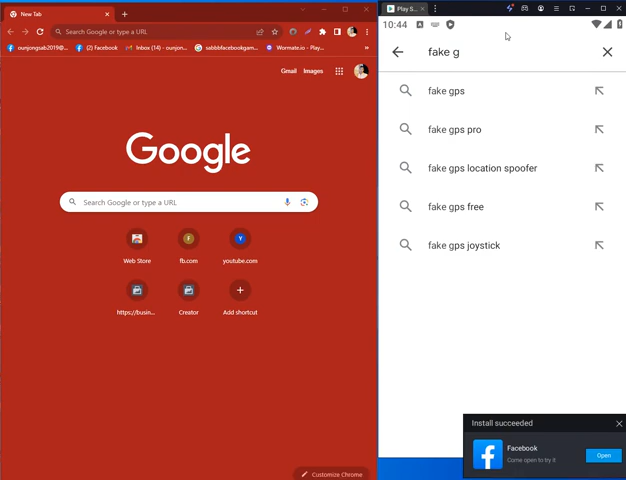 New Tab
Search Google or type a URL
ourijongsab2019@...
(2) Facebook
Inbox (14) - ourijon...
sabbbfacebookgam...
Wormate.io - Play...
Gmail
Images
Google
Search Google or type a URL
Web Store
fb.com
youtube.com
https://busin...
Creator
Add shortcut
Customize Chrome
Play S...
10:44
fake g
fake gps
fake gps pro
fake gps location spoofer
fake gps free
fake gps joystick
Install succeeded
Facebook
Come open to try it
Open